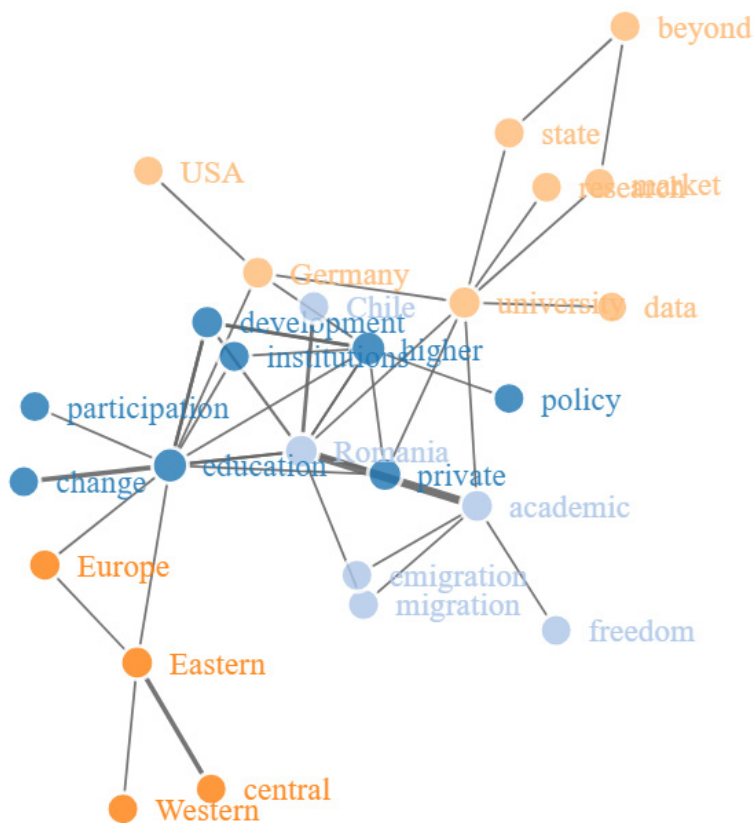 beyond
state
USA
research
market
Germany
Chile
university
data
development
institutions
higher
participation
policy
Romania
education
private
change
academic
Europe
emigration
migration
freedom
Eastern
central
Western